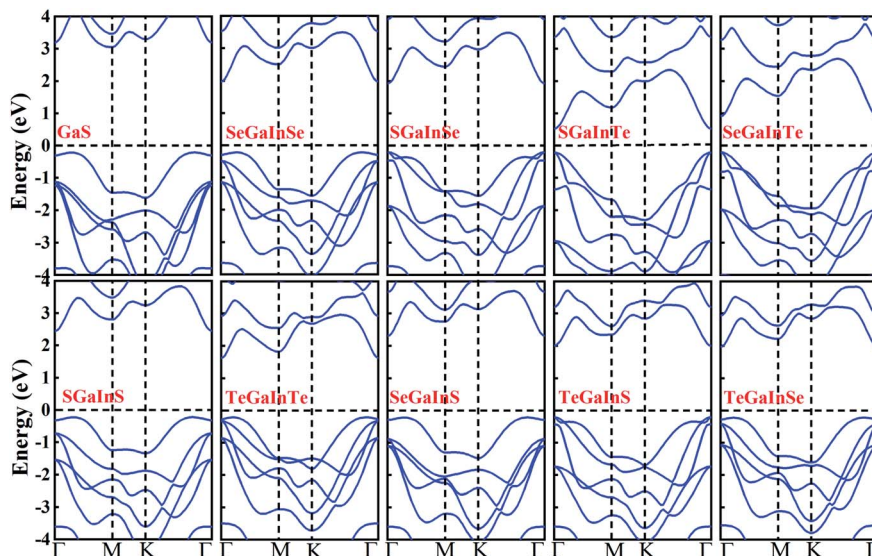 4
3
2
1
0
-1
-2
-3
-4
Energy (eV)
GaS
SeGaInSe
SGaInSe
SGaInTe
SeGaInTe
4
3
2
1
0
-1
-2
-3
-4
Energy (eV)
SGaInS
TeGaInTe
SeGaInS
TeGaInS
TeGaInSe
Γ M K Γ M K Γ M K Γ M K Γ M K Γ